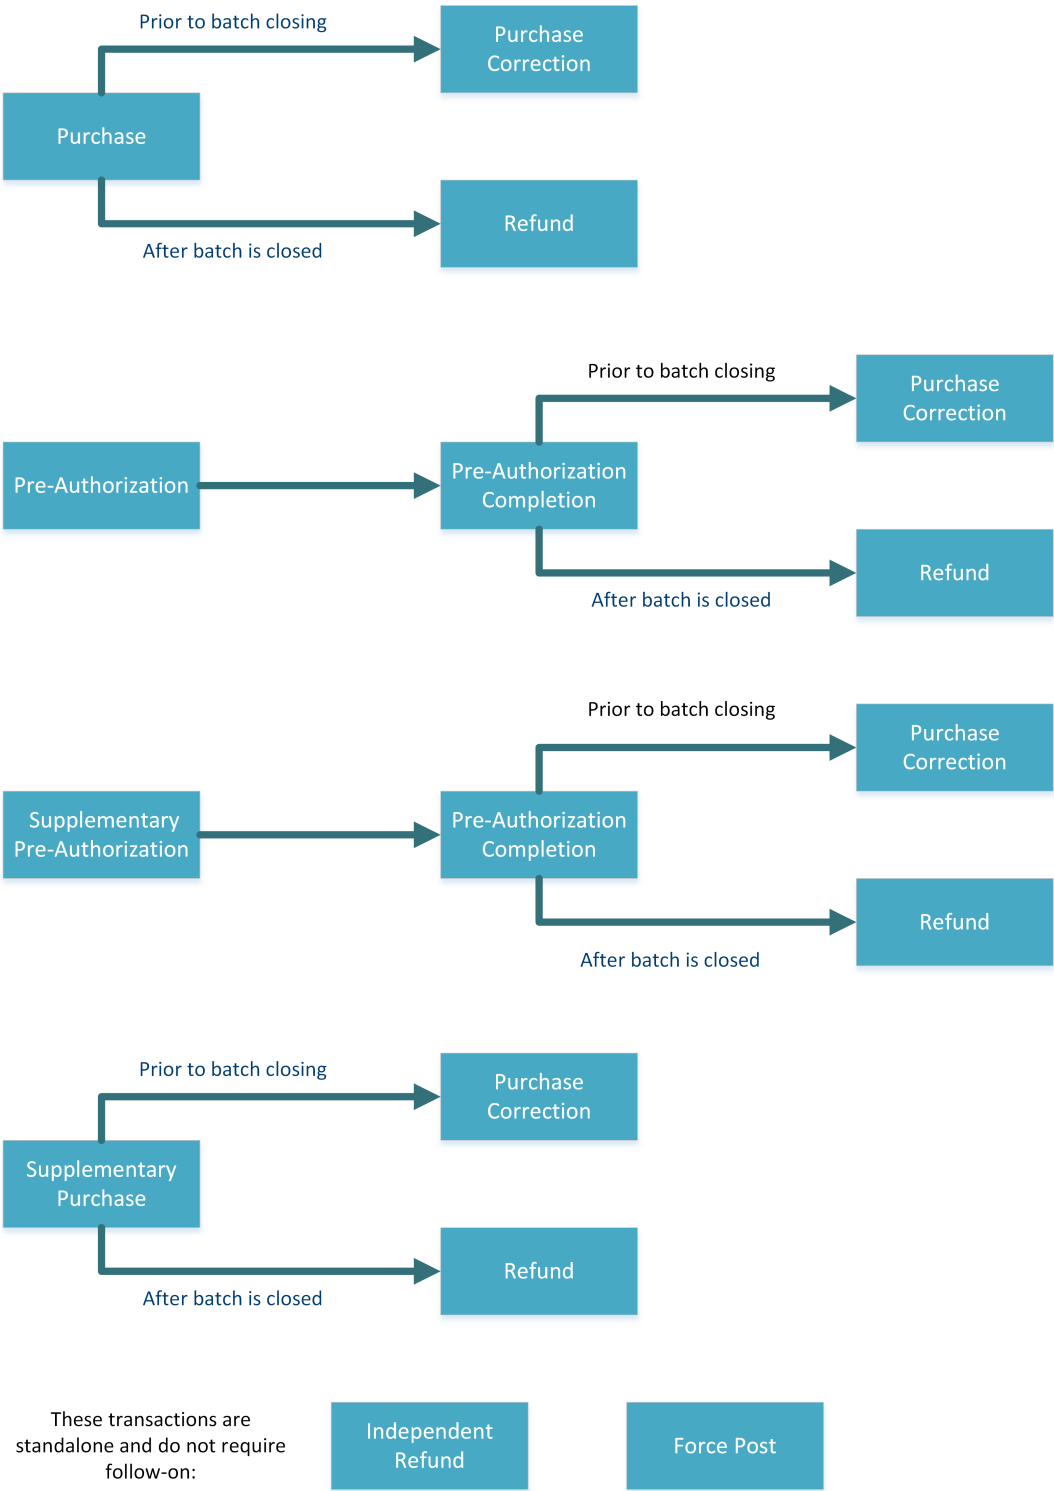 Prior to batch closing
Purchase
Correction
Purchase
Refund
After batch is closed
Prior to batch closing
Purchase
Correction
Pre-Authorization
Pre-Authorization
Completion
Refund
After batch is closed
Prior to batch closing
Purchase
Correction
Supplementary
Pre-Authorization
Pre-Authorization
Completion
Refund
After batch is closed
Prior to batch closing
Purchase
Correction
Supplementary
Purchase
Refund
After batch is closed
These transactions are
standalone and do not require
follow-on:
Independent
Refund
Force Post